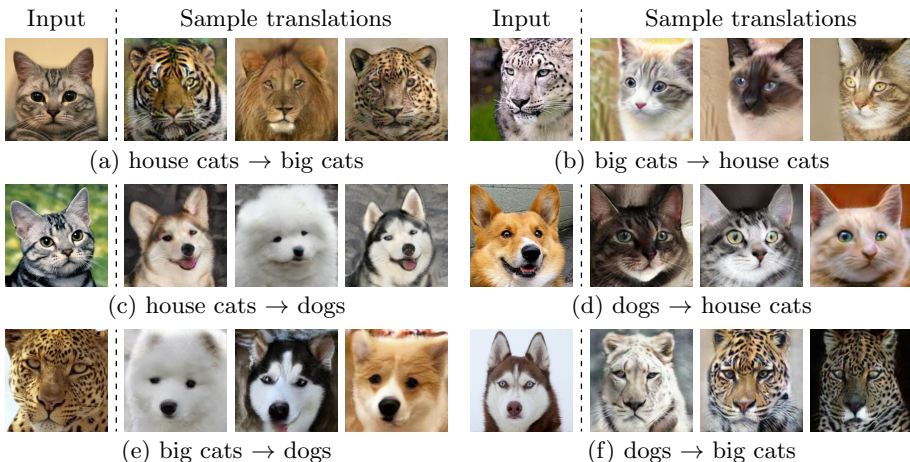 Input Sample translations Input Sample translations
(a) house cats → big cats (b) big cats → house cats
(c) house cats → dogs (d) dogs → house cats
(e) big cats → dogs (f) dogs → big cats